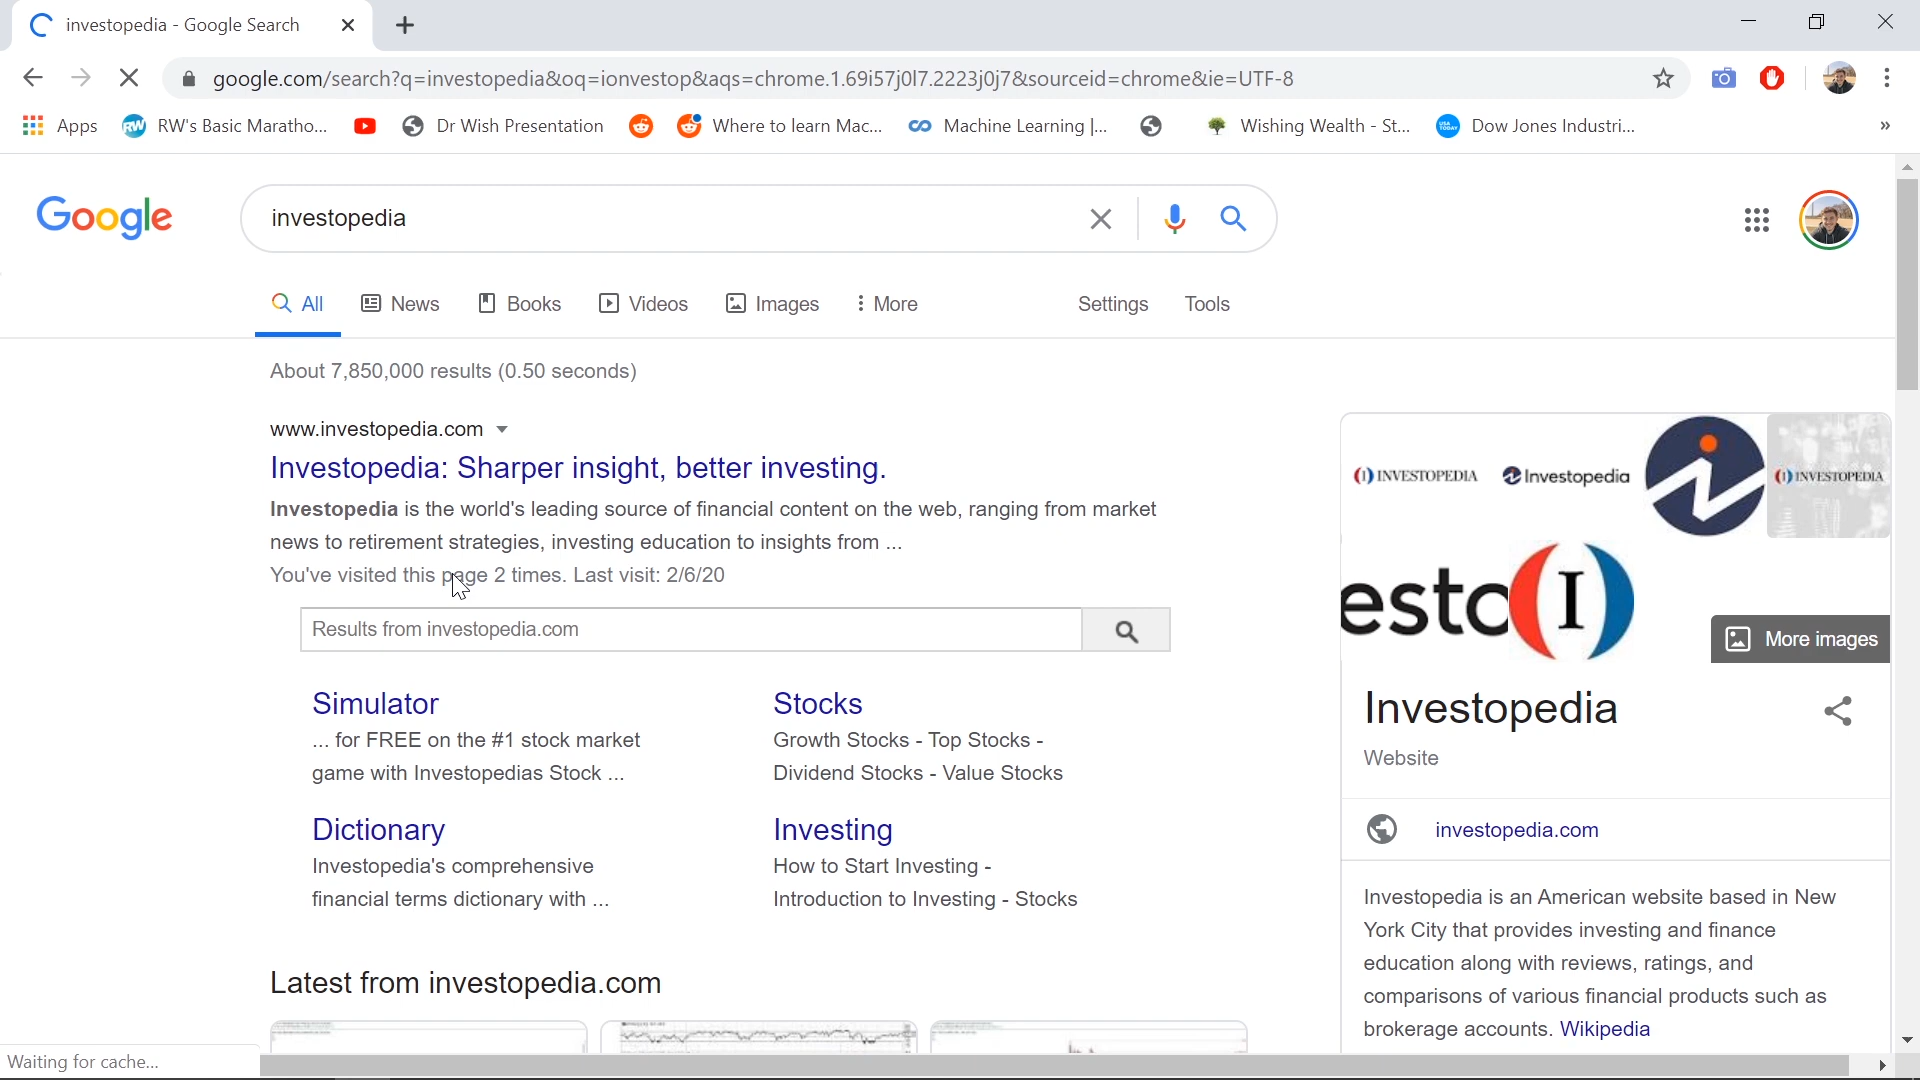 investopedia - Google Search
google.com/search?q=investopedia&oq=ionvestop&aqs=chrome.1.69i57j0l7.2223j0j7&sourceid=chrome&ie=UTF-8
Apps RW's Basic Maratho... Dr Wish Presentation Where to learn Mac... Machine Learning |... Wishing Wealth - St... Dow Jones Industri... »
Google
investopedia
All News Books Videos Images More Settings Tools
About 7,850,000 results (0.50 seconds)
www.investopedia.com
Investopedia: Sharper insight, better investing.
Investopedia is the world's leading source of financial content on the web, ranging from market
news to retirement strategies, investing education to insights from ...
You've visited this page 2 times. Last visit: 2/6/20
Results from investopedia.com
Simulator
... for FREE on the #1 stock market
game with Investopedias Stock ...
Stocks
Growth Stocks - Top Stocks -
Dividend Stocks - Value Stocks
Dictionary
Investopedia's comprehensive
financial terms dictionary with ...
Investing
How to Start Investing -
Introduction to Investing - Stocks
Latest from investopedia.com
(I) INVESTOPEDIA
Investopedia
(I) INVESTOPEDIA
esto
(I)
More images
Investopedia
Website
investopedia.com
Investopedia is an American website based in New
York City that provides investing and finance
education along with reviews, ratings, and
comparisons of various financial products such as
brokerage accounts. Wikipedia
Waiting for cache...